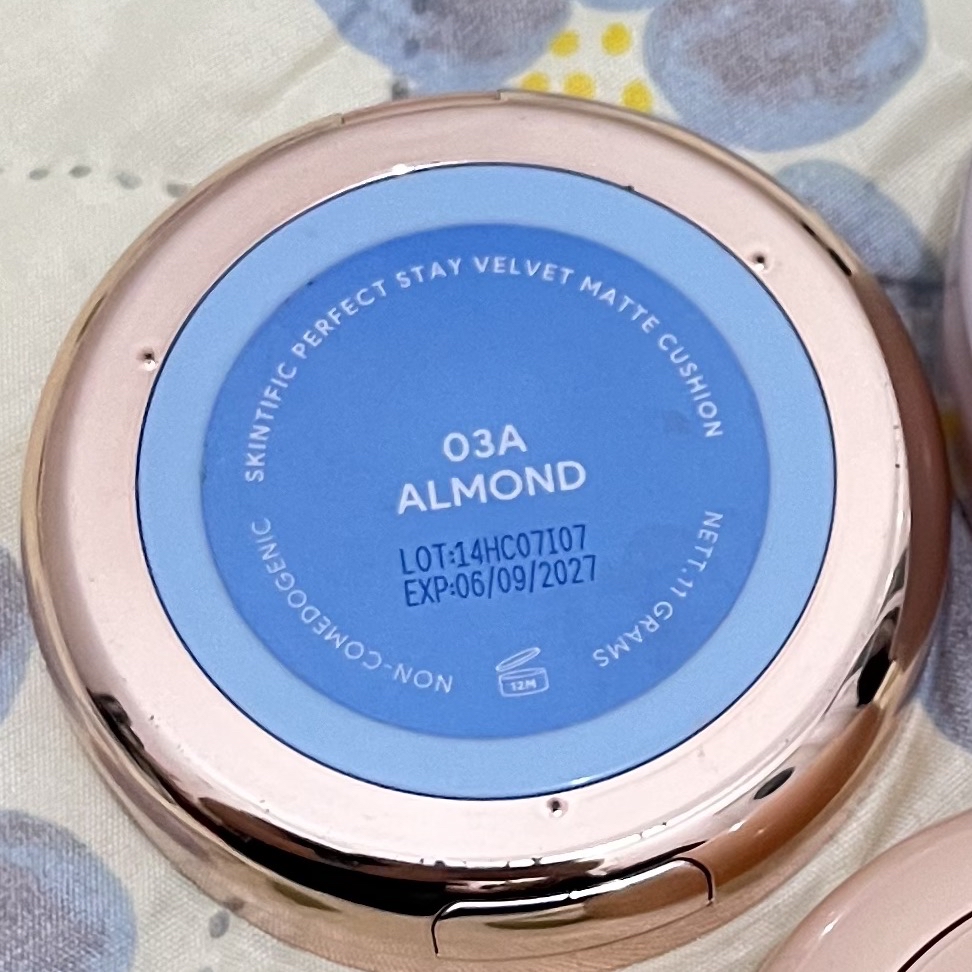 SKINTIFIC PERFECT STAY VELVET MATTE CUSHION
03A
ALMOND
LOT:14HC07I07
EXP:06/09/2027
NON-COMEDOGENIC
12M
NETT.11 GRAMS